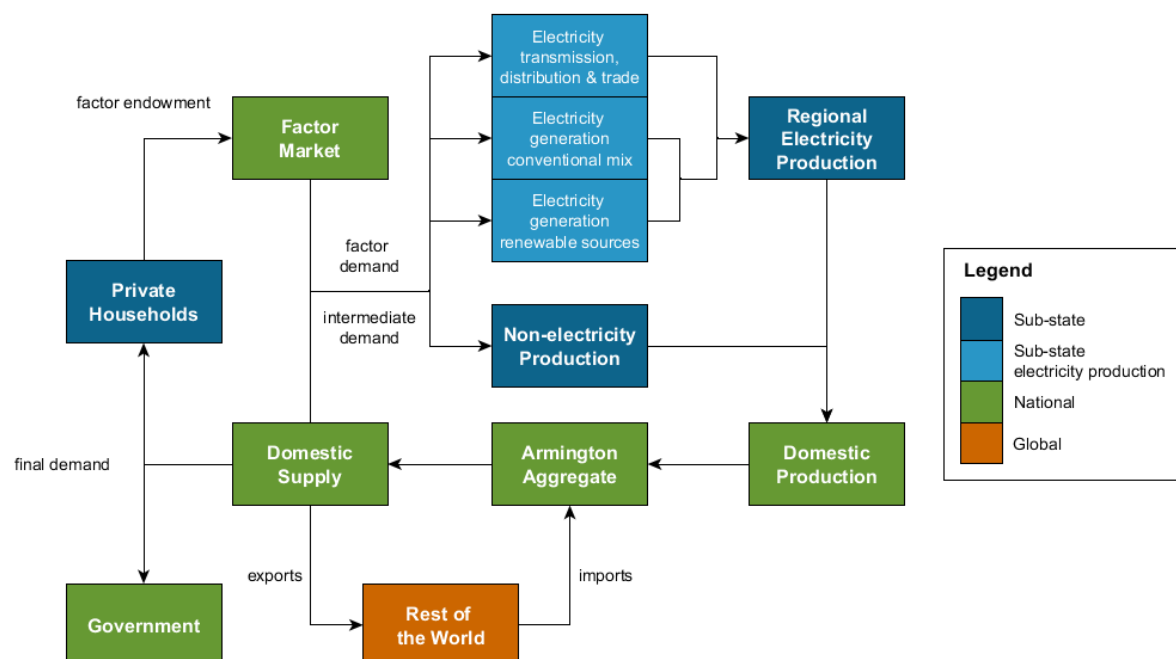 Electricity
transmission,
distribution & trade
factor endowment
Factor
Market
Electricity
generation
conventional mix
Regional
Electricity
Production
Electricity
generation
renewable sources
factor
demand
Private
Households
intermediate
demand
Non-electricity
Production
Legend
Sub-state
Sub-state
electricity production
National
Global
final demand
Domestic
Supply
Armington
Aggregate
Domestic
Production
exports
imports
Government
Rest of
the World